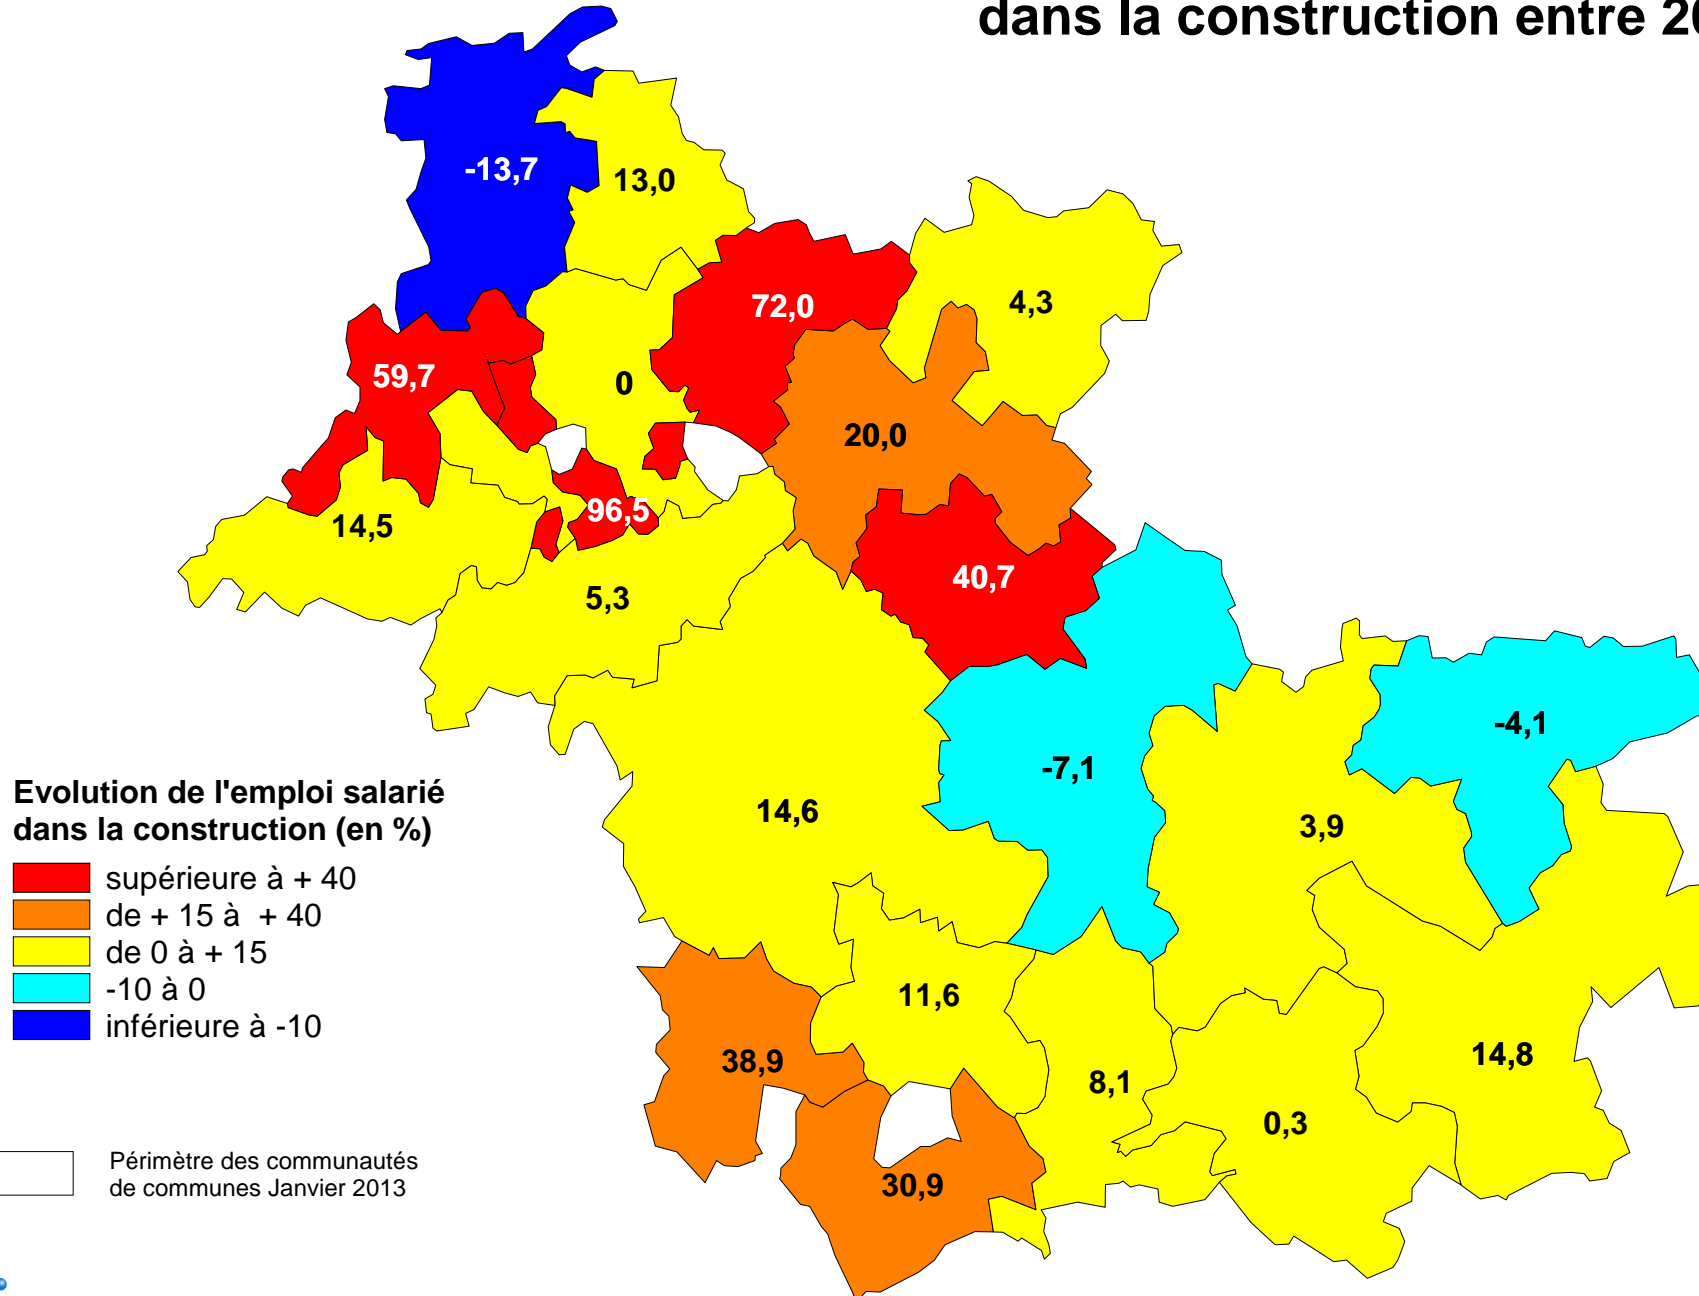 dans la construction entre
-13,7
13,0
72,0
4,3
59,7
0
20,0
96,5
14,5
40,7
5,3
-4,1
-7,1
14,6
3,9
Evolution de l'emploi salarié
dans la construction (en %)
supérieure à + 40
de + 15 à + 40
de 0 à + 15
-10 à 0
inférieure à -10
11,6
38,9
14,8
8,1
0,3
30,9
Périmètre des communautés
de communes Janvier 2013